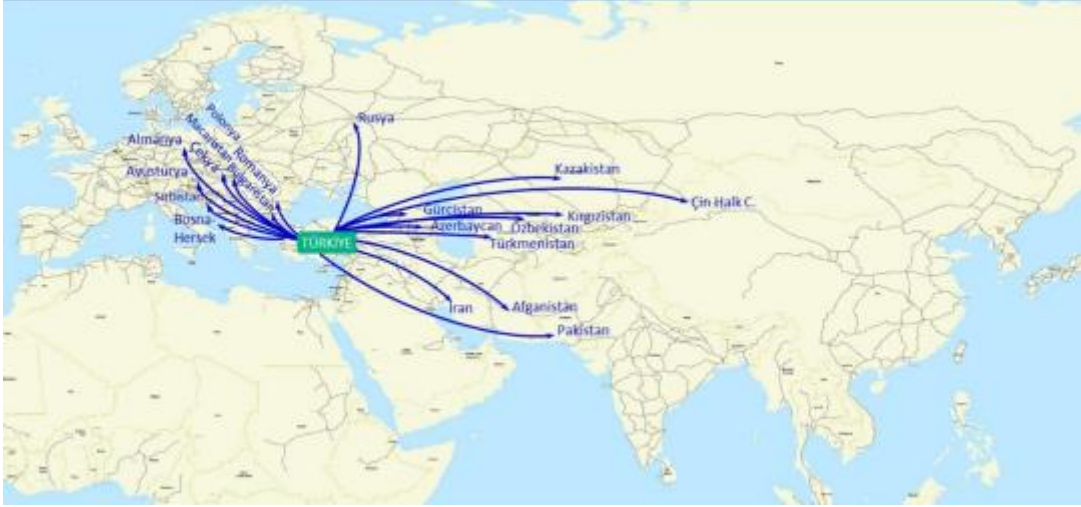 Polonya
Rusya
Macaristan
Almanya
Çekya
Romanya
Bulgaristan
Avusturya
Kazakistan
Sırbistan
Çin Halk C.
Gürcistan
Kırgızistan
Bosna-
Hersek
Azerbaycan
Özbekistan
TÜRKİYE
Türkmenistan
İran
Afganistan
Pakistan